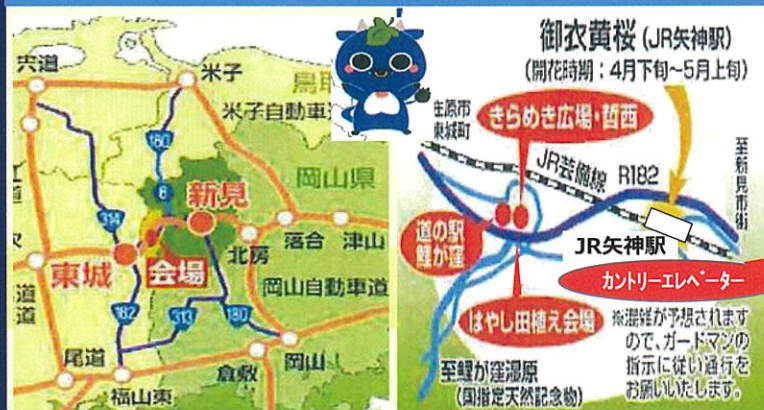 宍道
米子
鳥取
米子自動車道
180
8
314
新見
岡山県
東城
会場
北房
落合
津山
岡山自動車道
182
313
180
尾道
福山東
倉敷
岡山
御衣黄桜(JR矢神駅)
(開花時期:4月下旬~5月上旬)
庄原市
東城町
きらめき広場・哲西
JR芸備線
R182
至新見市街
道の駅
鯉が窪
JR矢神駅
カントリーエレベーター
はやし田植え会場
至鯉が窪湿原
(国指定天然記念物)
※混雑が予想されます
ので、ガードマンの
指示に従い通行を
お願いいたします。